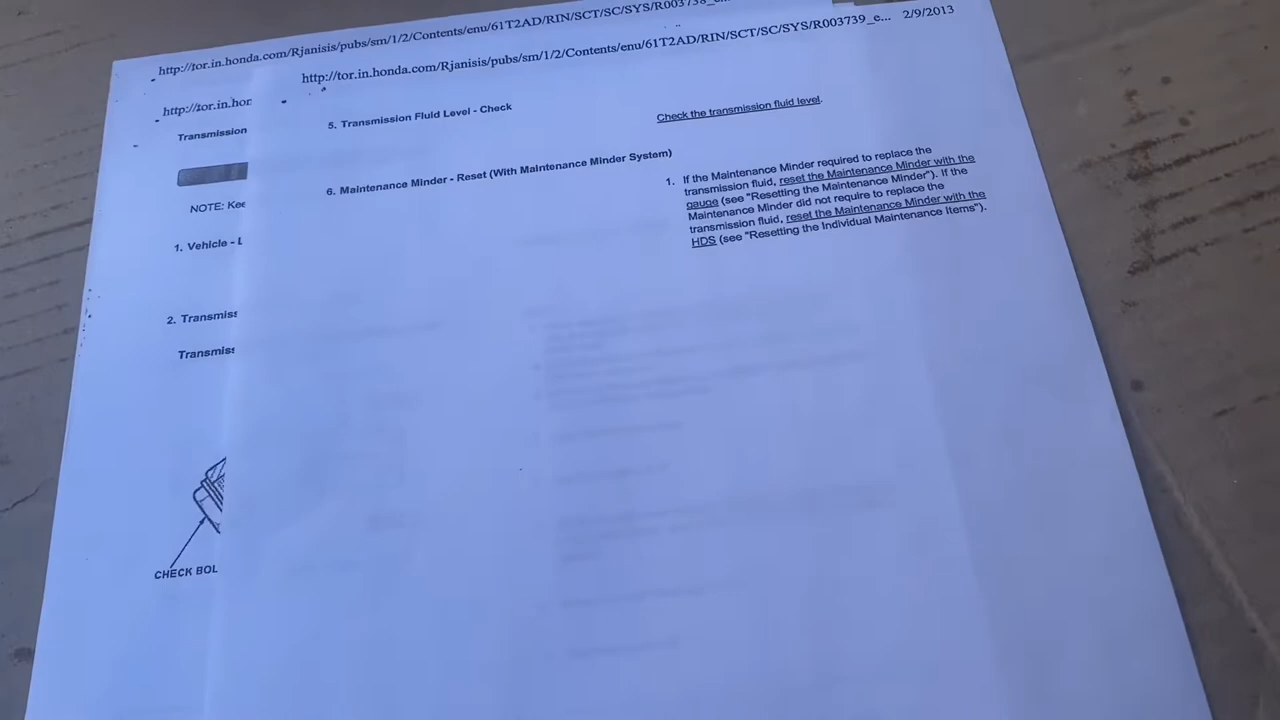 http://tor.in.honda.com/Rjanisis/pubs/sm/1/2/Contents/enu/61T2AD/RIN/SCT/SC/SYS/R003738_e...
http://tor.in.honda.com/Rjanisis/pubs/sm/1/2/Contents/enu/61T2AD/RIN/SCT/SC/SYS/R003739_e... 2/9/2013
http://tor.in.hor
Transmission
NOTE: Kee
1. Vehicle - L
2. Transmiss
Transmiss
CHECK BOL
5. Transmission Fluid Level - Check
Check the transmission fluid level.
6. Maintenance Minder - Reset (With Maintenance Minder System)
1. If the Maintenance Minder required to replace the
transmission fluid, reset the Maintenance Minder with the
gauge (see "Resetting the Maintenance Minder"). If the
Maintenance Minder did not require to replace the
transmission fluid, reset the Maintenance Minder with the
HDS (see "Resetting the Individual Maintenance Items").